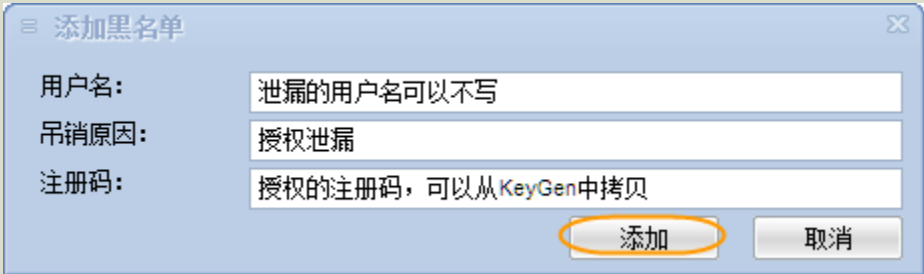 添加黑名单
用户名: 泄漏的用户名可以不写
吊销原因: 授权泄漏
注册码: 授权的注册码，可以从KeyGen中拷贝
添加 取消